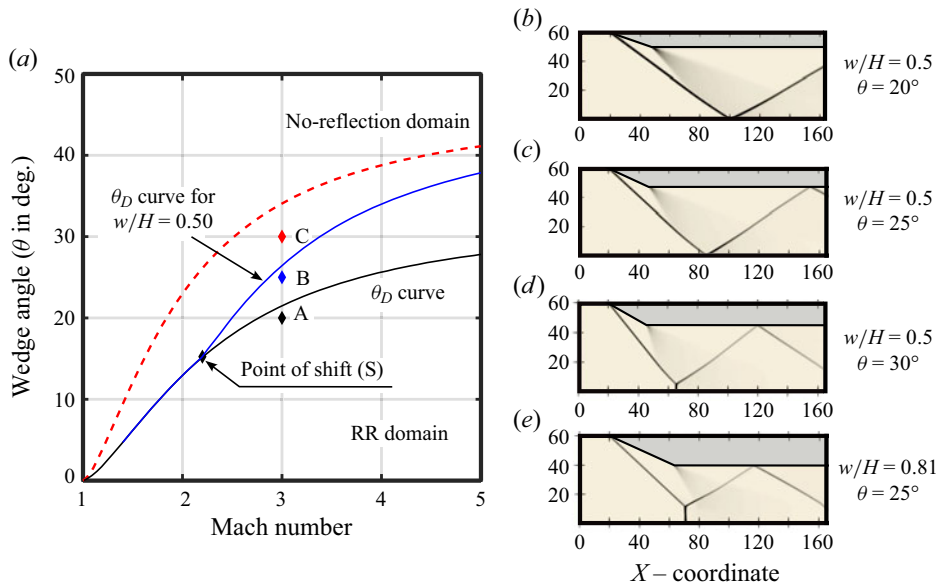 (a)
50
40
30
20
10
0
1
2
3
4
5
Wedge angle (θ in deg.)
Mach number
No-reflection domain
θD curve for
w/H = 0.50
C
B
θD curve
A
Point of shift (S)
RR domain
(b)
60
40
20
0
40
80
120
160
w/H = 0.5
θ = 20°
(c)
60
40
20
0
40
80
120
160
w/H = 0.5
θ = 25°
(d)
60
40
20
0
40
80
120
160
w/H = 0.5
θ = 30°
(e)
60
40
20
0
40
80
120
160
w/H = 0.81
θ = 25°
X – coordinate